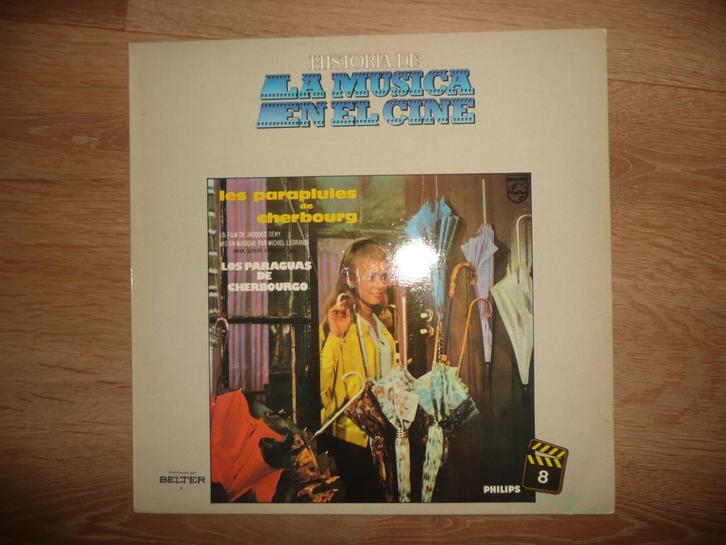 HISTORIA DE
LA MUSICA
EN EL CINE
les parapluies
de
cherbourg
UN FILM DE JACQUES DEMY
MIS EN MUSIQUE PAR MICHEL LEGRAND
LOS PARAGUAS
DE
CHERBOURGO
PHILIPS
BELTER
PHILIPS
8